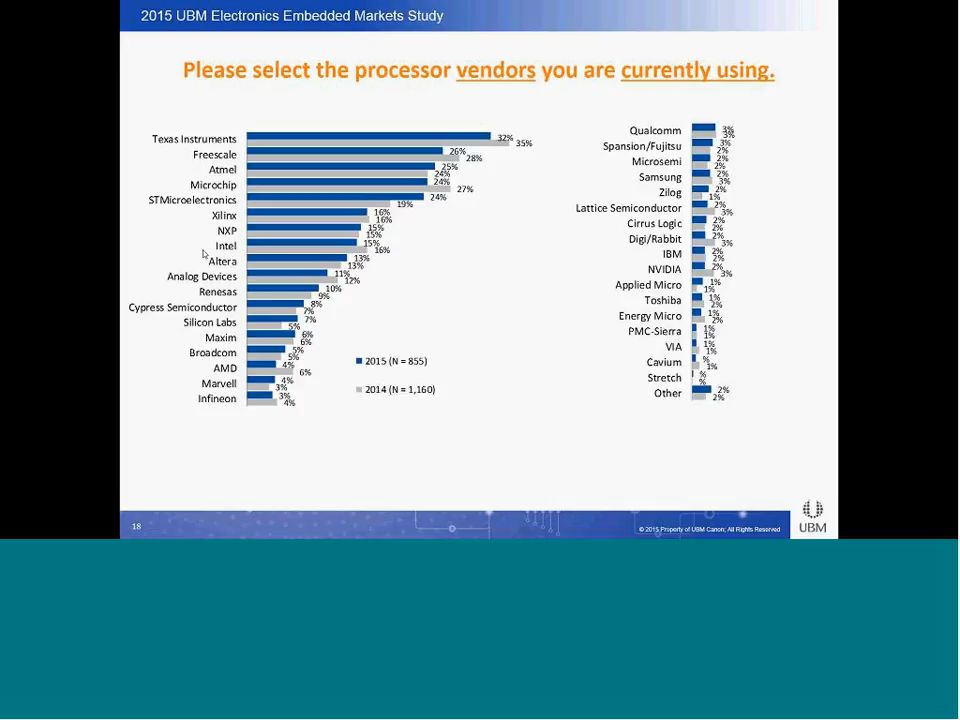 2015 UBM Electronics Embedded Markets Study
Please select the processor vendors you are currently using.
Texas Instruments 32% 35%
Freescale 26% 28%
Atmel 25% 24%
Microchip 24% 27%
STMicroelectronics 24% 19%
Xilinx 16% 16%
NXP 15% 15%
Intel 15% 16%
Altera 13% 13%
Analog Devices 11% 12%
Renesas 10% 9%
Cypress Semiconductor 8% 7%
Silicon Labs 7% 5%
Maxim 6% 6%
Broadcom 5% 5%
AMD 4% 6%
Marvell 4% 3%
Infineon 3% 4%
2015 (N = 855)
2014 (N = 1,160)
Qualcomm 3% 3%
Spansion/Fujitsu 3% 2%
Microsemi 2% 2%
Samsung 2% 3%
Zilog 2% 1%
Lattice Semiconductor 2% 3%
Cirrus Logic 2% 2%
Digi/Rabbit 2% 3%
IBM 2% 2%
NVIDIA 2% 3%
Applied Micro 1% 1%
Toshiba 1% 2%
Energy Micro 1% 2%
PMC-Sierra 1% 1%
VIA 1% 1%
Cavium % 1%
Stretch % %
Other 2% 2%
18
© 2015 Property of UBM Canon; All Rights Reserved
UBM